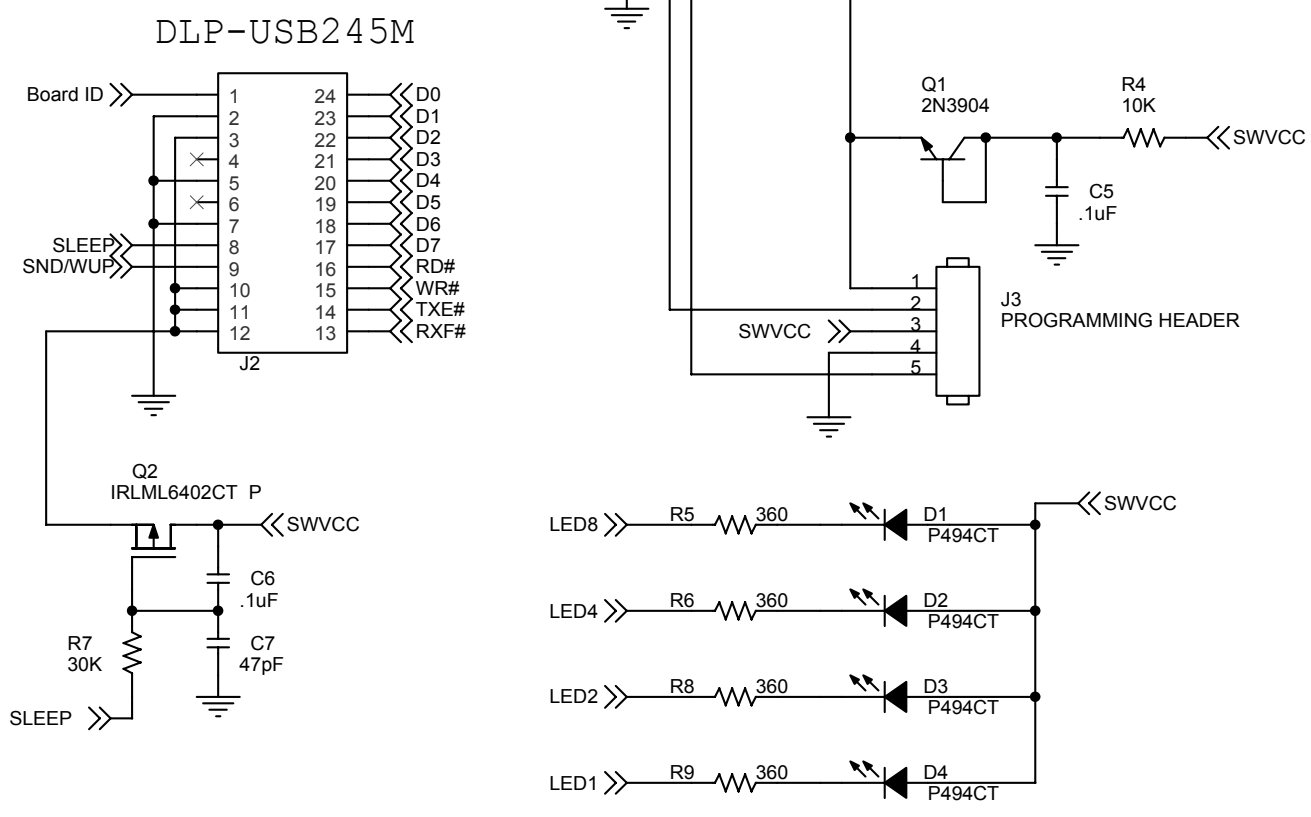 DLP-USB245M
Board ID
1 24 D0
2 23 D1
3 22 D2
4 21 D3
5 20 D4
6 19 D5
7 18 D6
SLEEP 8 17 D7
SND/WUP 9 16 RD#
10 15 WR#
11 14 TXE#
12 13 RXF#
J2
Q1
2N3904
R4
10K
SWVCC
C5
.1uF
1
2
SWVCC 3
4
5
J3
PROGRAMMING HEADER
Q2
IRLML6402CT P
SWVCC
C6
.1uF
R7
30K
C7
47pF
SLEEP
SWVCC
LED8 R5 360 D1
P494CT
LED4 R6 360 D2
P494CT
LED2 R8 360 D3
P494CT
LED1 R9 360 D4
P494CT